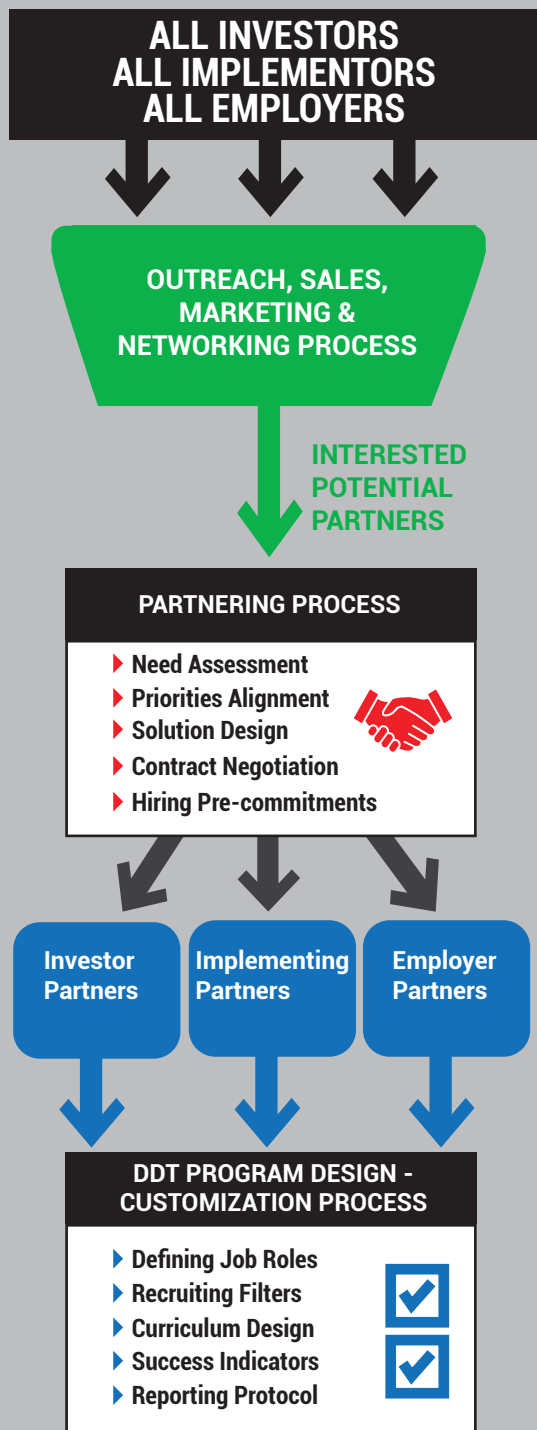 ALL INVESTORS
ALL IMPLEMENTORS
ALL EMPLOYERS
OUTREACH, SALES,
MARKETING &
NETWORKING PROCESS
INTERESTED
POTENTIAL
PARTNERS
PARTNERING PROCESS
Need Assessment
Priorities Alignment
Solution Design
Contract Negotiation
Hiring Pre-commitments
Investor
Partners
Implementing
Partners
Employer
Partners
DDT PROGRAM DESIGN -
CUSTOMIZATION PROCESS
Defining Job Roles
Recruiting Filters
Curriculum Design
Success Indicators
Reporting Protocol